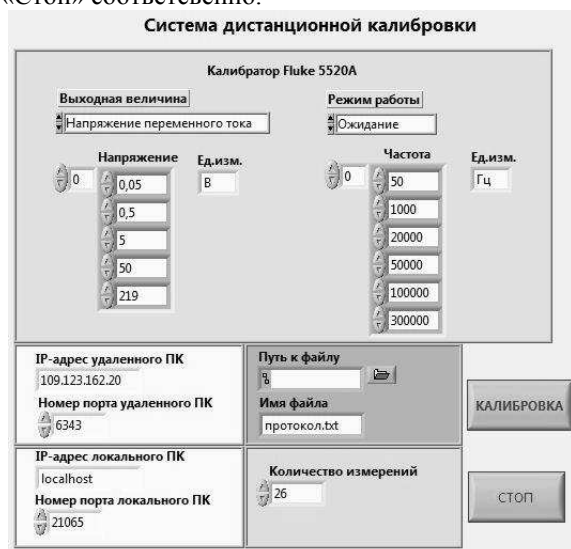 «Стоп» соответсвенно.
Система дистанционной калибровки
Калибратор Fluke 5520A
Выходная величина
Режим работы
Напряжение переменного тока
Ожидание
Напряжение
Ед.изм.
0
0,05
В
0,5
5
50
219
Частота
Ед.изм.
0
50
Гц
1000
20000
50000
100000
300000
IP-адрес удаленного ПК
109.123.162.20
Номер порта удаленного ПК
6343
Путь к файлу
Имя файла
протокол.txt
КАЛИБРОВКА
IP-адрес локального ПК
localhost
Номер порта локального ПК
21065
Количество измерений
26
СТОП